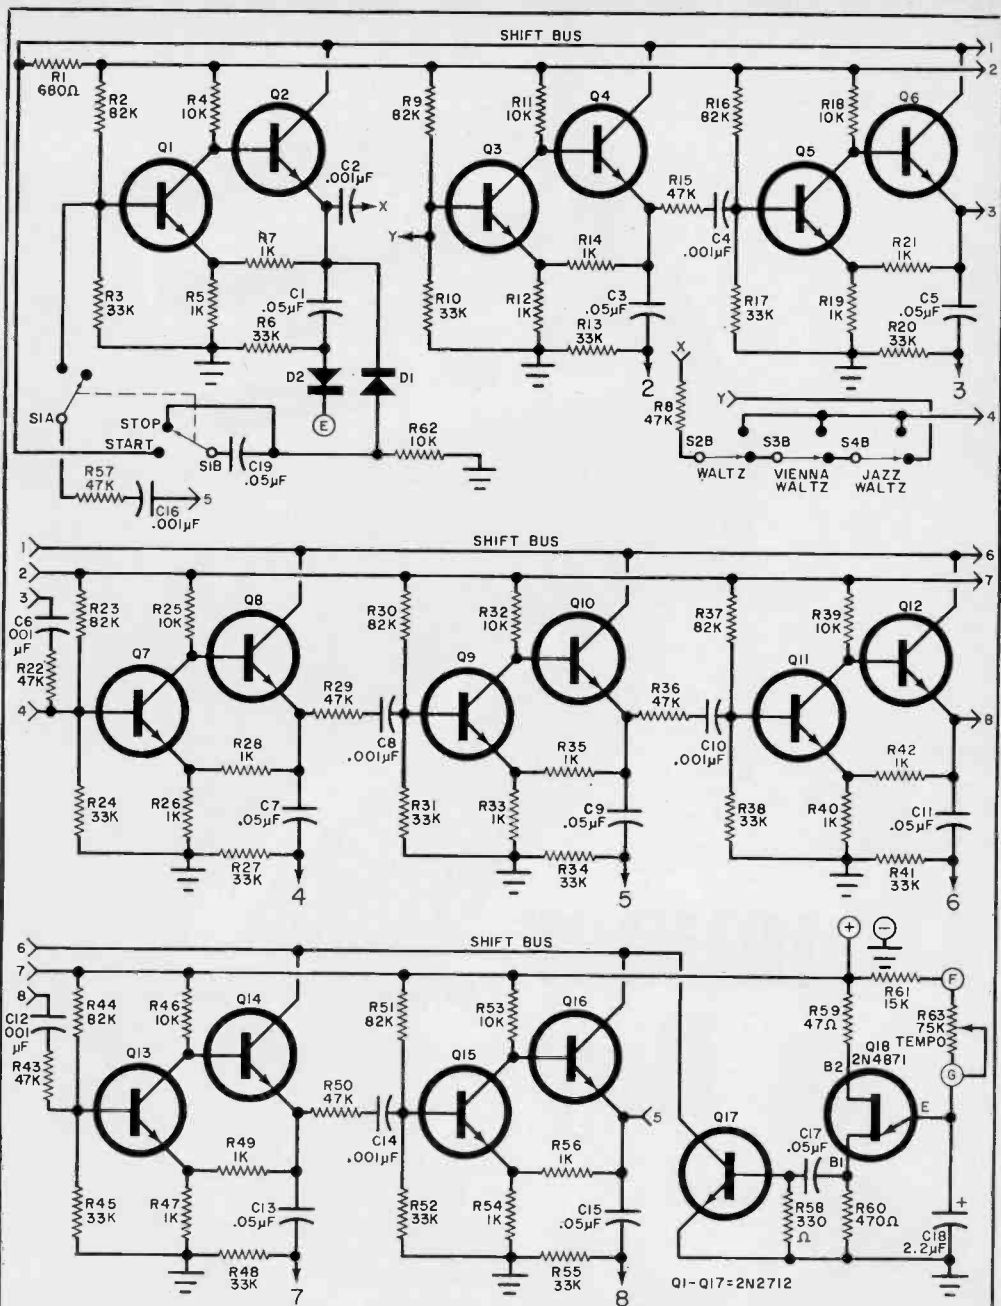 SHIFT BUS
1
2
R1
680Ω
R2
82K
R4
10K
Q2
Q1
C2
.001µF
X
R7
1K
R3
33K
R5
1K
C1
.05µF
R6
33K
D2
D1
E
R9
82K
R11
10K
Q4
Q3
Y
R15
47K
C4
.001µF
R14
1K
R10
33K
R12
1K
C3
.05µF
R13
33K
2
R16
82K
R18
10K
Q6
Q5
3
R21
1K
R17
33K
R19
1K
C5
.05µF
R20
33K
3
S1A
STOP
START
S1B
C19
.05µF
R62
10K
R57
47K
C16
.001µF
5
X
R8
47K
Y
4
S2B
WALTZ
S3B
VIENNA
WALTZ
S4B
JAZZ
WALTZ
1
SHIFT BUS
6
2
7
3
C6
001
µF
R22
47K
4
R23
82K
R25
10K
Q8
Q7
R29
47K
C8
.001µF
R28
1K
R24
33K
R26
1K
C7
.05µF
R27
33K
4
R30
82K
R32
10K
Q10
Q9
R36
47K
C10
.001µF
R35
1K
R31
33K
R33
1K
C9
.05µF
R34
33K
5
R37
82K
R39
10K
Q12
Q11
8
R42
1K
R38
33K
R40
1K
C11
.05µF
R41
33K
6
6
SHIFT BUS
7
8
C12
001
µF
R43
47K
R44
82K
R46
10K
Q14
Q13
R50
47K
C14
.001µF
R49
1K
R45
33K
R47
1K
C13
.05µF
R48
33K
7
R51
82K
R53
10K
Q16
Q15
5
R56
1K
R52
33K
R54
1K
C15
.05µF
R55
33K
8
+
−
R61
15K
F
R59
47Ω
R63
75K
TEMPO
Q18
2N4871
B2
G
E
Q17
C17
.05µF
B1
R58
330
Ω
R60
470Ω
+
C18
2.2µF
Q1-Q17=2N2712